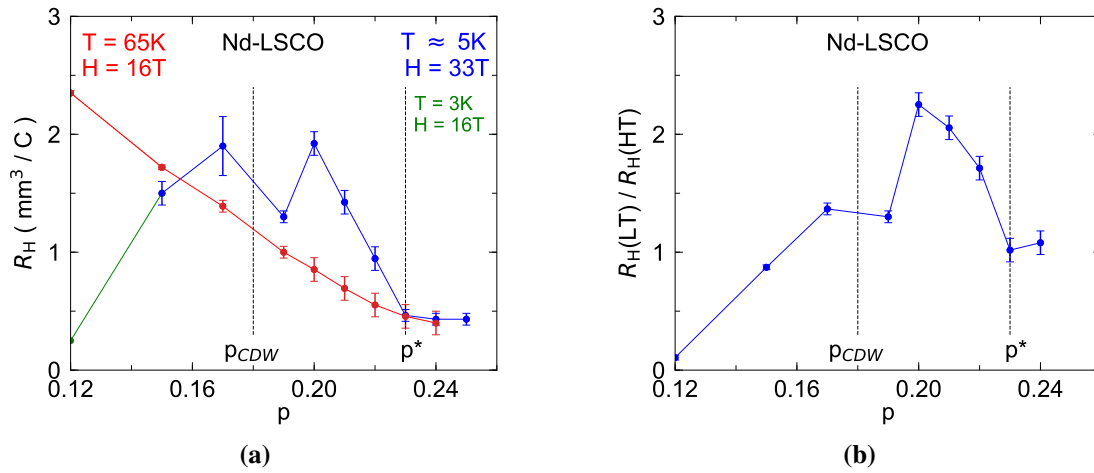 3
2
1
0
R_H ( mm³ / C )
T = 65K
H = 16T
Nd-LSCO
T ≈ 5K
H = 33T
T = 3K
H = 16T
p_CDW
p*
0.12
0.16
0.20
0.24
p
(a)
3
2
1
0
R_H(LT) / R_H(HT)
Nd-LSCO
p_CDW
p*
0.12
0.16
0.20
0.24
p
(b)